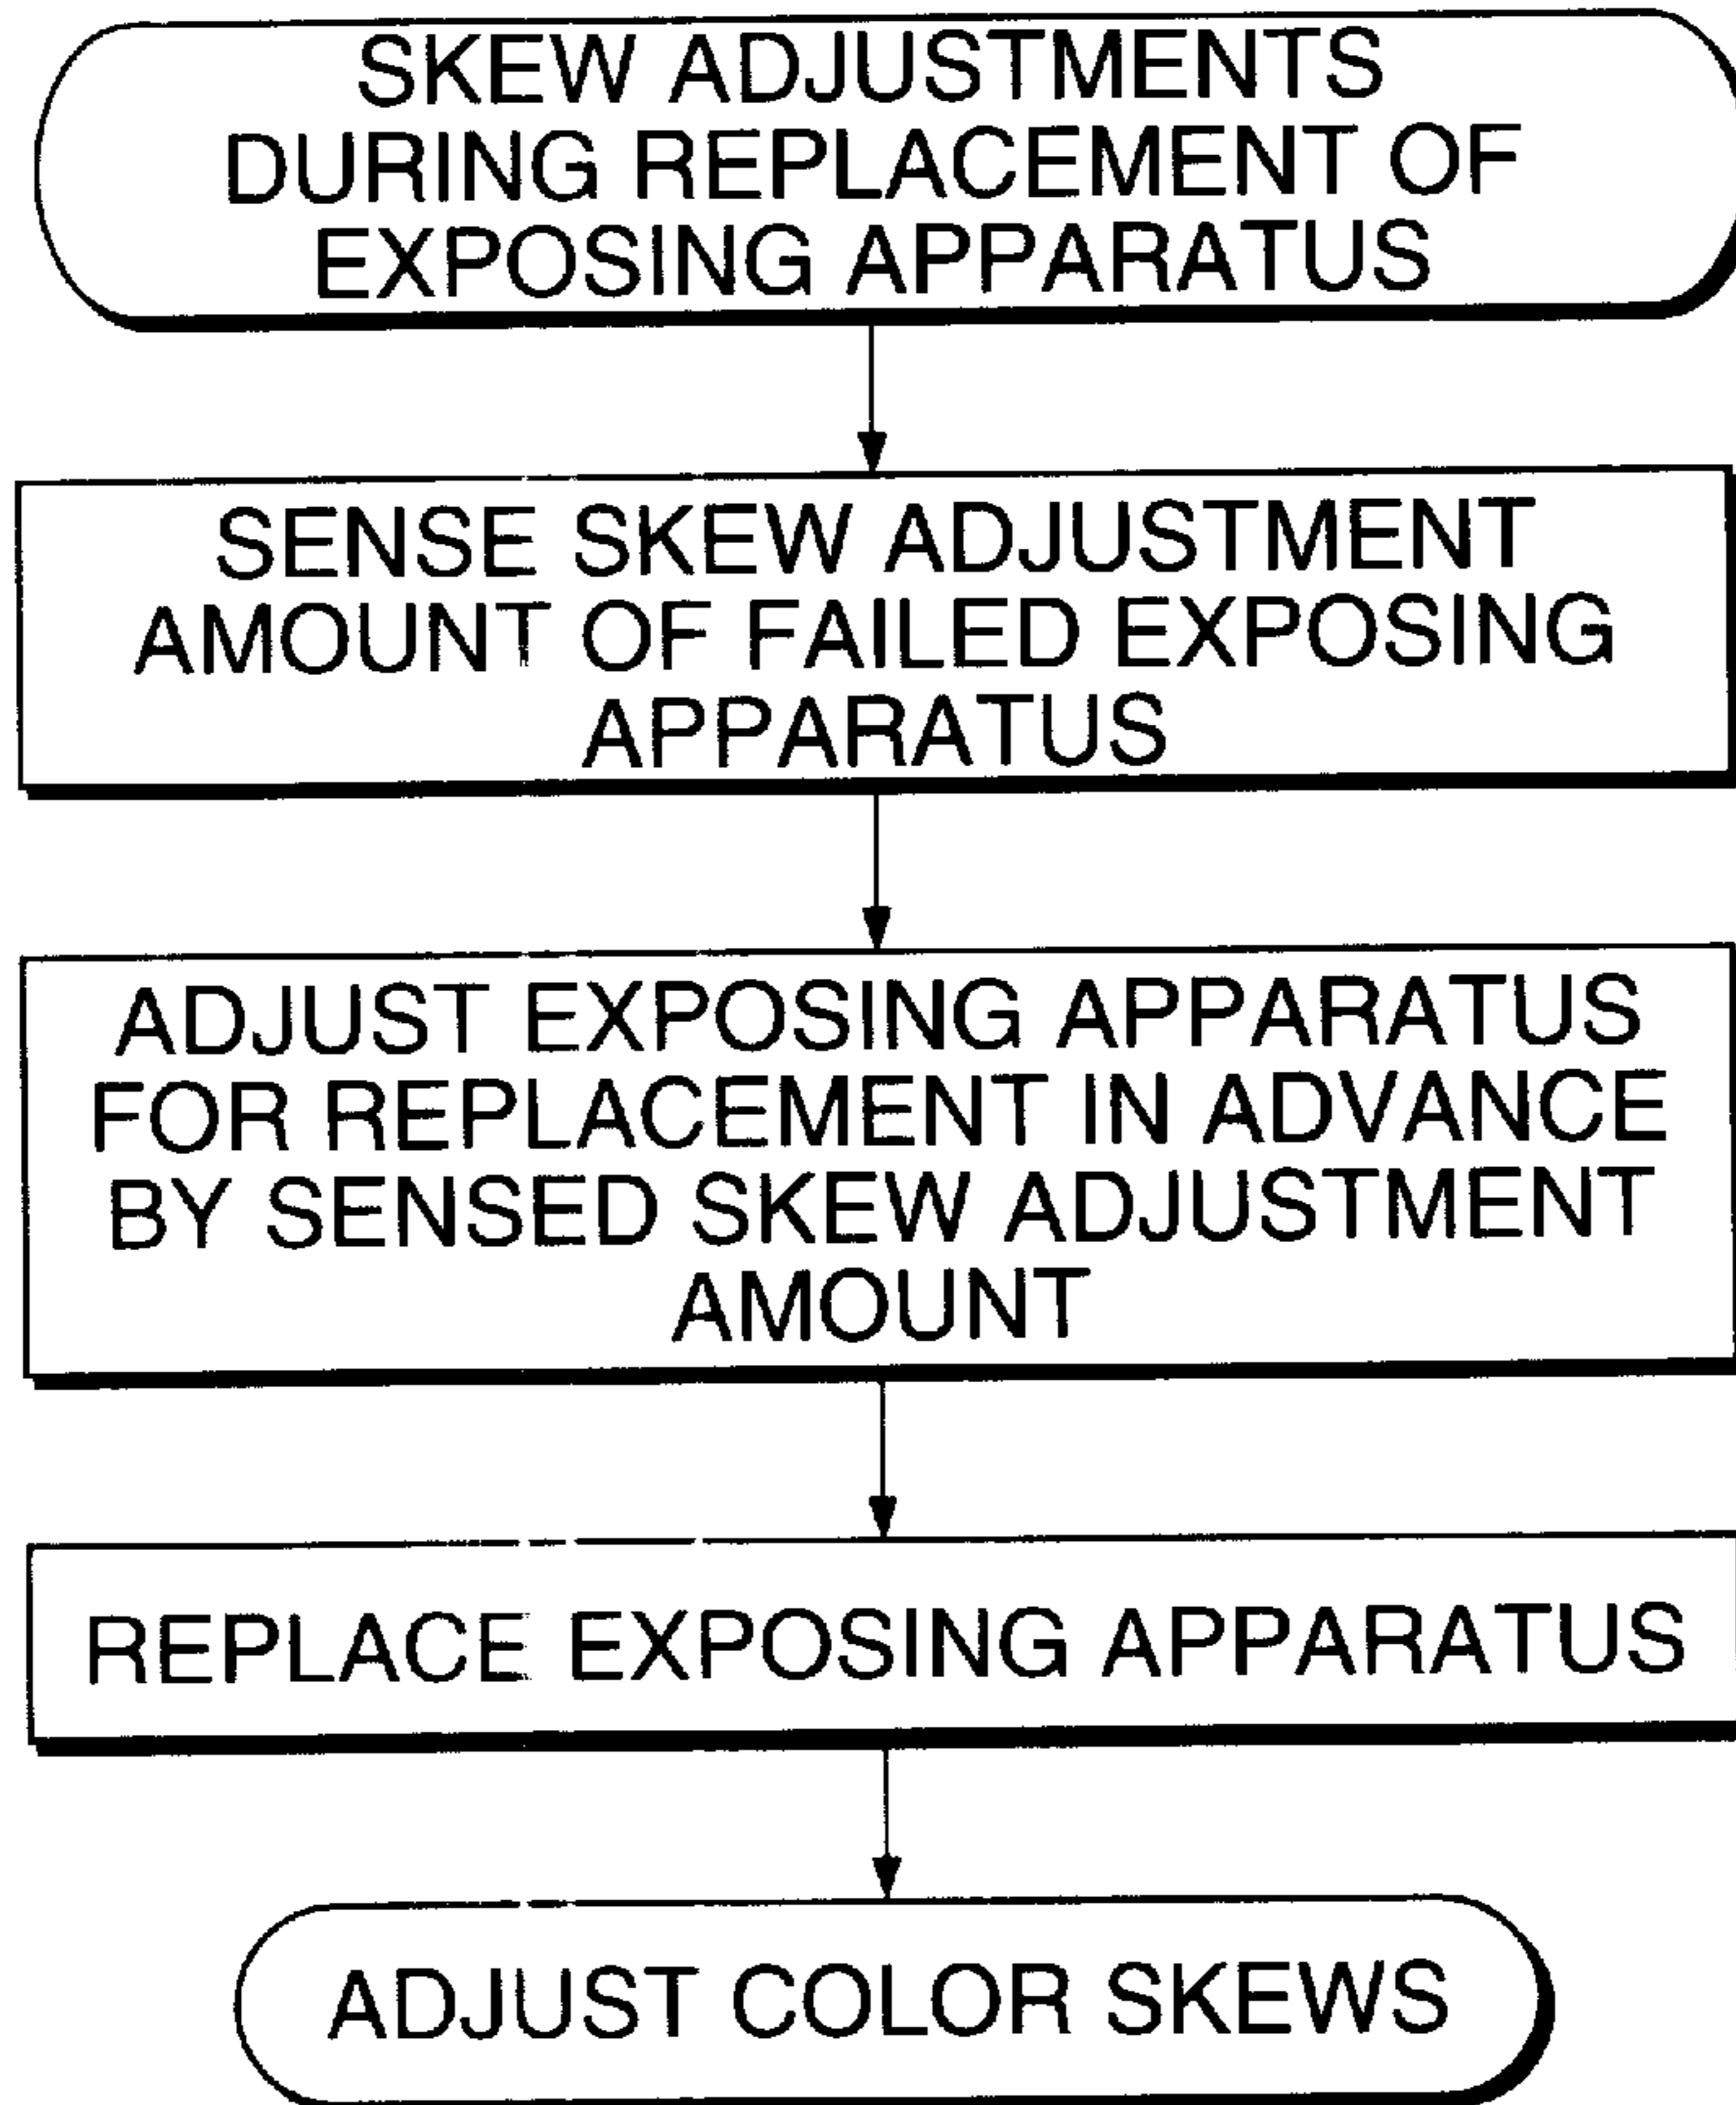 SKEW ADJUSTMENTS
DURING REPLACEMENT OF
EXPOSING APPARATUS
SENSE SKEW ADJUSTMENT
AMOUNT OF FAILED EXPOSING
APPARATUS
ADJUST EXPOSING APPARATUS
FOR REPLACEMENT IN ADVANCE
BY SENSED SKEW ADJUSTMENT
AMOUNT
REPLACE EXPOSING APPARATUS
ADJUST COLOR SKEWS